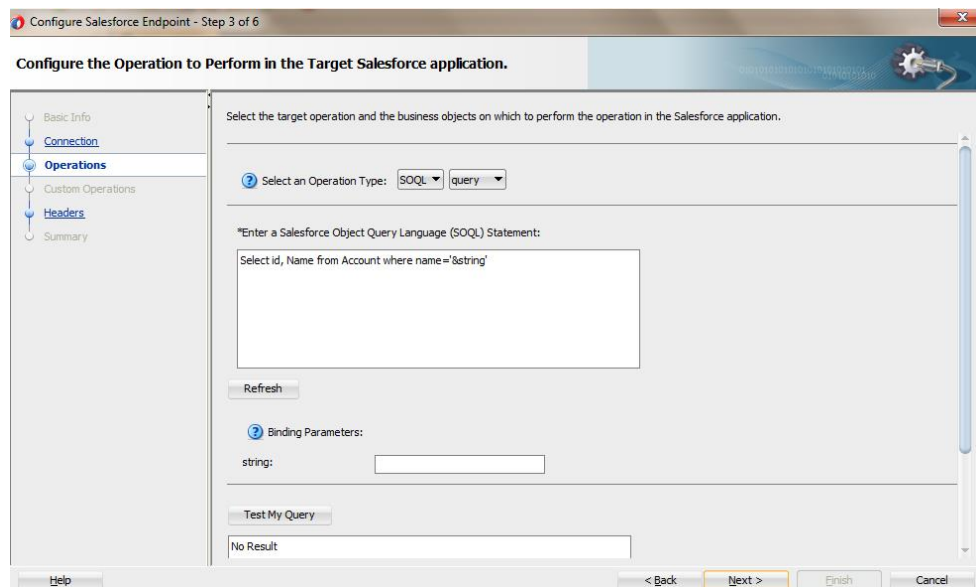 Configure Salesforce Endpoint - Step 3 of 6
Configure the Operation to Perform in the Target Salesforce application.
Basic Info
Connection
Operations
Custom Operations
Headers
Summary
Select the target operation and the business objects on which to perform the operation in the Salesforce application.
Select an Operation Type: SOQL query
*Enter a Salesforce Object Query Language (SOQL) Statement:
Select id, Name from Account where name='&string'
Refresh
Binding Parameters:
string:
Test My Query
No Result
Help < Back Next > Finish Cancel